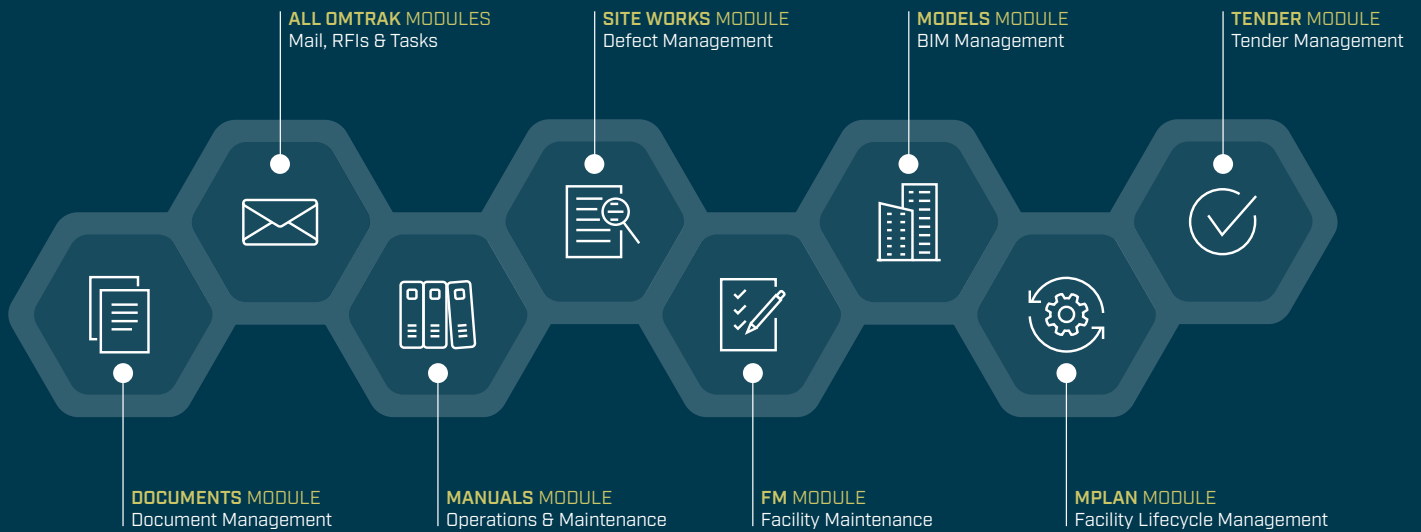 ALL OMTRAK MODULES
Mail, RFIs & Tasks
SITE WORKS MODULE
Defect Management
MODELS MODULE
BIM Management
TENDER MODULE
Tender Management
DOCUMENTS MODULE
Document Management
MANUALS MODULE
Operations & Maintenance
FM MODULE
Facility Maintenance
MPLAN MODULE
Facility Lifecycle Management